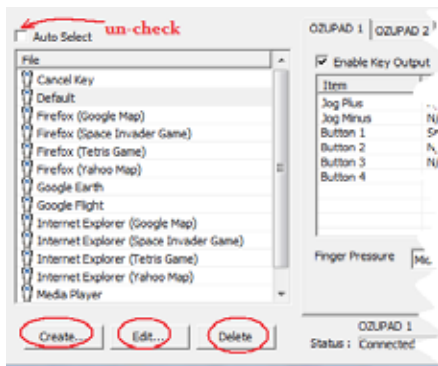 un-check
Auto Select
File
Cancel Key
Default
Firefox (Google Map)
Firefox (Space Invader Game)
Firefox (Tetris Game)
Firefox (Yahoo Map)
Google Earth
Google Flight
Internet Explorer (Google Map)
Internet Explorer (Space Invader Game)
Internet Explorer (Tetris Game)
Internet Explorer (Yahoo Map)
Media Player
Create...
Edit...
Delete
OZUPAD 1
OZUPAD 2
Enable Key Output
Item
Jog Plus
Jog Minus
Button 1
Button 2
Button 3
Button 4
Finger Pressure
OZUPAD 1
Status : Connected